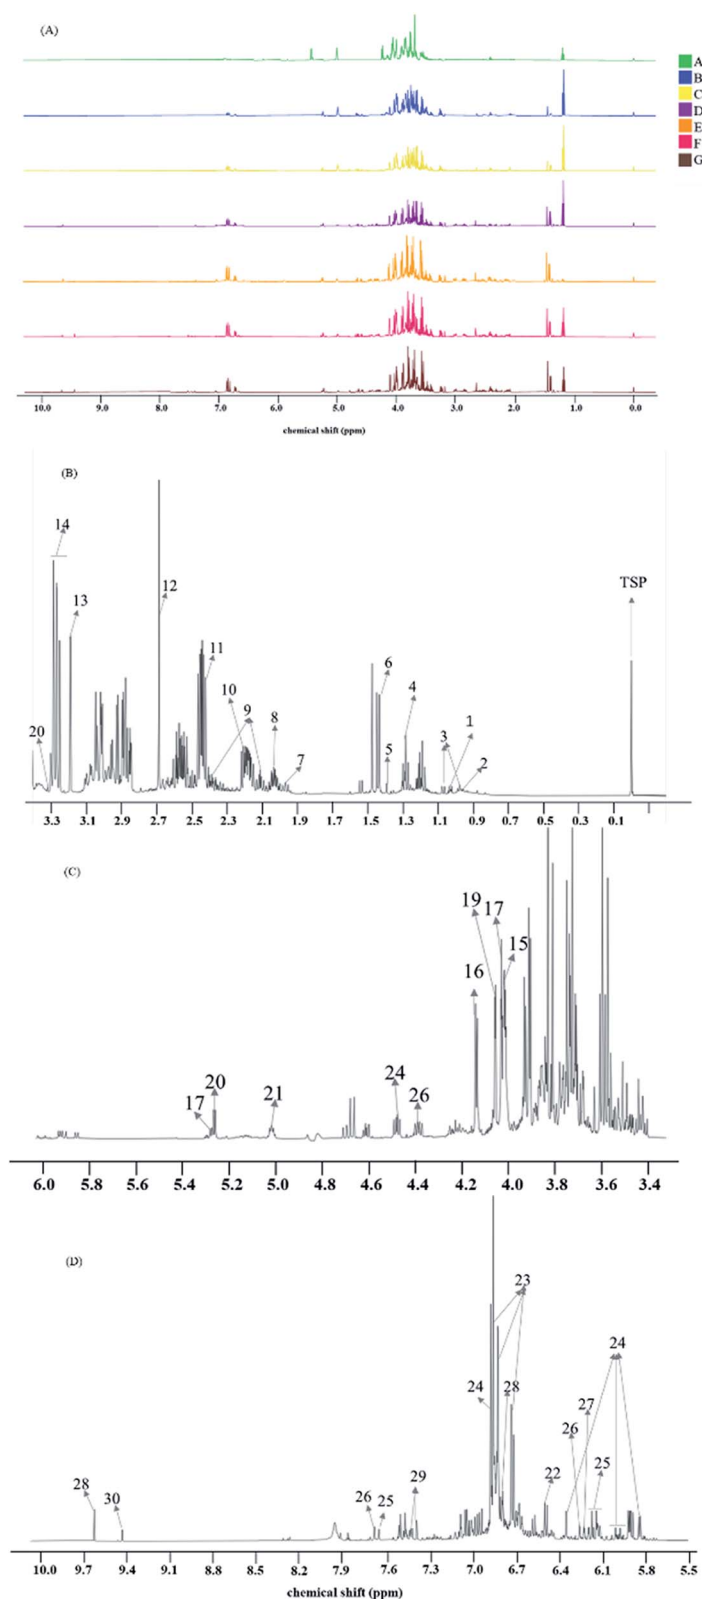 (A)
A
B
C
D
E
F
G
10.0 9.0 8.0 7.0 6.0 5.0 4.0 3.0 2.0 1.0 0.0
chemical shift (ppm)
(B)
14
TSP
12
13
6
11
4
10
9
1
3
8
20
5
7
2
3.3 3.1 2.9 2.7 2.5 2.3 2.1 1.9 1.7 1.5 1.3 1.1 0.9 0.7 0.5 0.3 0.1
(C)
19 17
15
16
20
24
21
26
17
6.0 5.8 5.6 5.4 5.2 5.0 4.8 4.6 4.4 4.2 4.0 3.8 3.6 3.4
(D)
23
24
24 28
27
26
28 29 25
30 26 25 22
10.0 9.7 9.4 9.1 8.8 8.5 8.2 7.9 7.6 7.3 7.0 6.7 6.4 6.1 5.8 5.5
chemical shift (ppm)